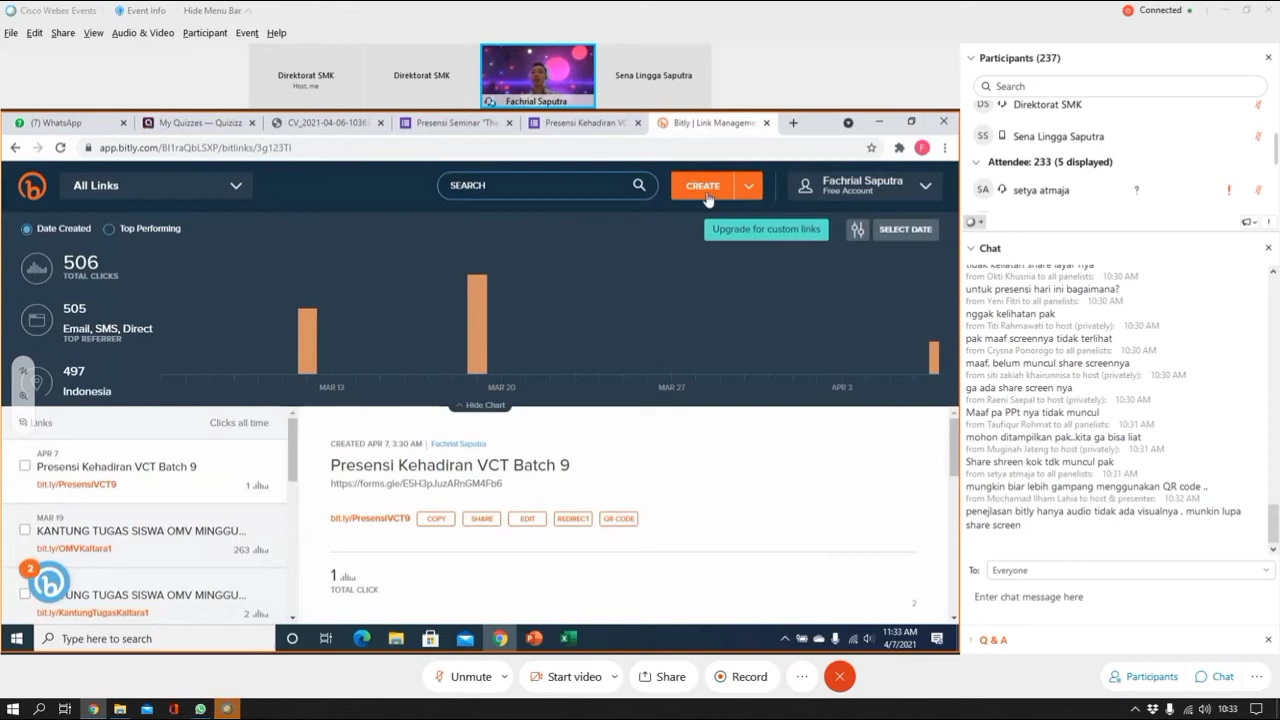 Cisco Webex Events
Event Info
Hide Menu Bar
Connected
File Edit Share View Audio & Video Participant Event Help
Direktorat SMK
Host, me
Direktorat SMK
Fachrial Saputra
Sena Lingga Saputra
(7) WhatsApp
My Quizzes — Quizizz
CV_2021-04-06-1036
Presensi Seminar "The
Presensi Kehadiran VC
Bitly | Link Manageme
app.bitly.com/Bl1raQbLSXP/bitlinks/3g123Tl
All Links
SEARCH
CREATE
Fachrial Saputra
Free Account
Date Created
Top Performing
Upgrade for custom links
SELECT DATE
506
TOTAL CLICKS
505
Email, SMS, Direct
TOP REFERRER
497
Indonesia
MAR 13
MAR 20
MAR 27
APR 3
Hide Chart
Links
Clicks all time
APR 7
Presensi Kehadiran VCT Batch 9
bit.ly/PresensiVCT9
1
MAR 19
KANTUNG TUGAS SISWA OMV MINGGU...
bit.ly/OMVKaltara1
263
2
TUNG TUGAS SISWA OMV MINGGU...
bit.ly/KantungTugasKaltara1
2
CREATED APR 7, 3:30 AM | Fachrial Saputra
Presensi Kehadiran VCT Batch 9
https://forms.gle/E5H3pJuzARnGM4Fb6
bit.ly/PresensiVCT9
COPY
SHARE
EDIT
REDIRECT
QR CODE
1
TOTAL CLICK
2
Type here to search
11:33 AM
4/7/2021
Unmute
Start video
Share
Record
Participants (237)
Search
DS Direktorat SMK
SS Sena Lingga Saputra
Attendee: 233 (5 displayed)
SA setya atmaja
Chat
tidak keliatan share layar nya
from Okti Khusnia to all panelists: 10:30 AM
untuk presensi hari ini bagaimana?
from Yeni Fitri to all panelists: 10:30 AM
nggak kelihatan pak
from Titi Rahmawati to host (privately): 10:30 AM
pak maaf screennya tidak terlihat
from Crysna Ponorogo to all panelists: 10:30 AM
maaf, belum muncul share screennya
from siti zakiah khairunnisa to host (privately): 10:30 AM
ga ada share screen nya
from Raeni Saepal to host (privately): 10:30 AM
Maaf pa PPt nya tidak muncul
from Taufiqur Rohmat to all panelists: 10:31 AM
mohon ditampilkan pak..kita ga bisa liat
from Muginah Jateng to host (privately): 10:31 AM
Share shreen kok tdk muncul pak
from setya atmaja to all panelists: 10:31 AM
mungkin biar lebih gampang menggunakan QR code ..
from Mochamad Ilham Lahia to host & presenter: 10:32 AM
penejlasan bitly hanya audio tidak ada visualnya , munkin lupa
share screen
To: Everyone
Enter chat message here
Q & A
Participants
Chat
10:33